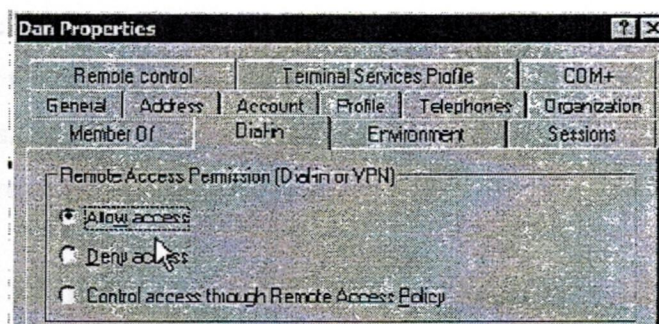 Dan Properties
Remote control Terminal Services Profile COM+
General Address Account Profile Telephones Organization
Member Of Dial-in Environment Sessions
Remote Access Permission (Dial-in or VPN)
Allow access
Deny access
Control access through Remote Access Policy